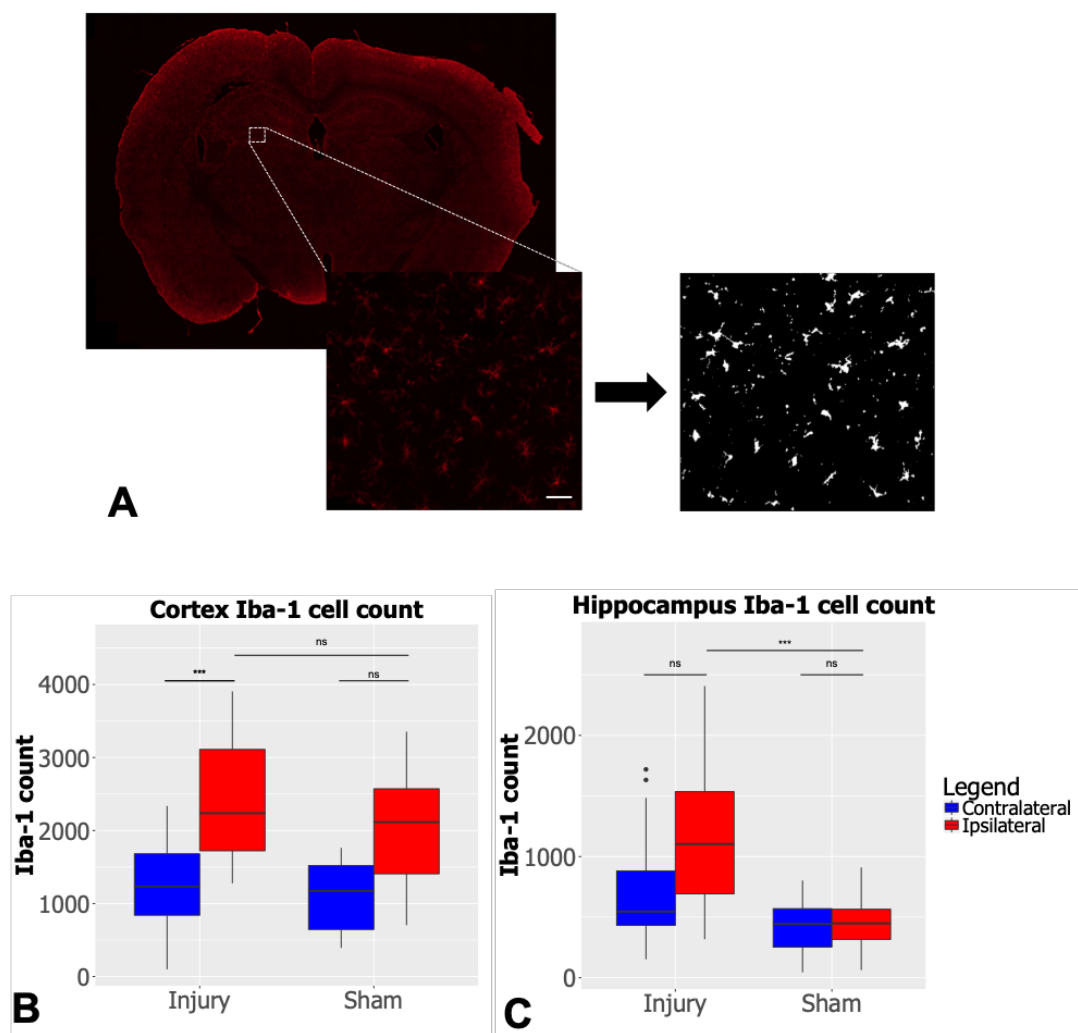 A
Cortex Iba-1 cell count
ns
***
ns
4000
3000
2000
1000
0
Iba-1 count
Injury
Sham
B
Hippocampus Iba-1 cell count
***
ns
ns
2000
1000
0
Iba-1 count
Injury
Sham
C
Legend
Contralateral
Ipsilateral